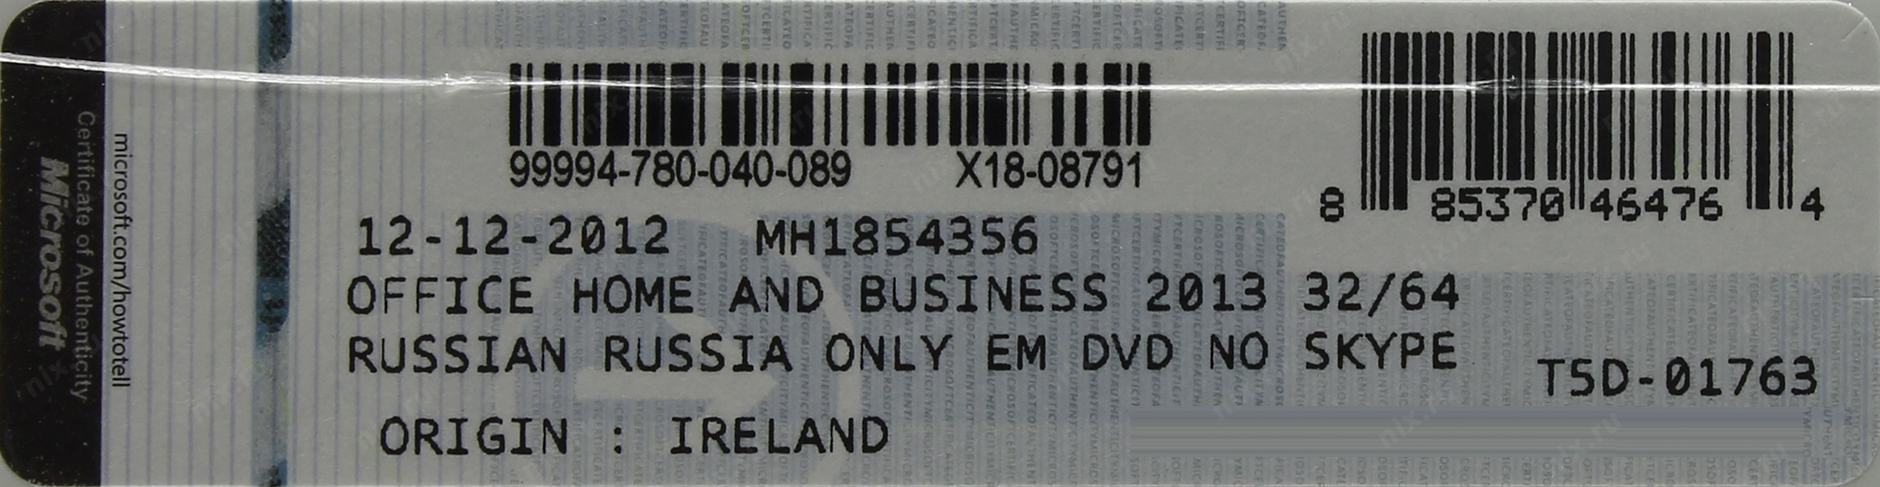 Microsoft
Certificate of Authenticity
microsoft.com/howtotell
99994-780-040-089 X18-08791
8 85370 46476 4
12-12-2012 MH1854356
OFFICE HOME AND BUSINESS 2013 32/64
RUSSIAN RUSSIA ONLY EM DVD NO SKYPE
T5D-01763
ORIGIN : IRELAND